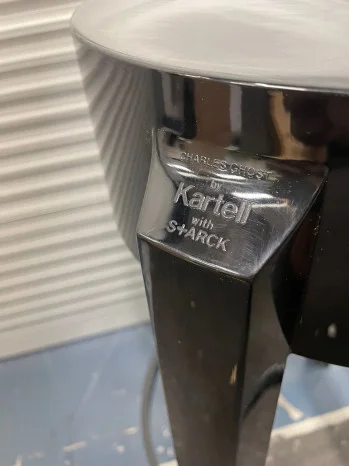 CHARLES GHOST
by
Kartell
with
S+ARCK